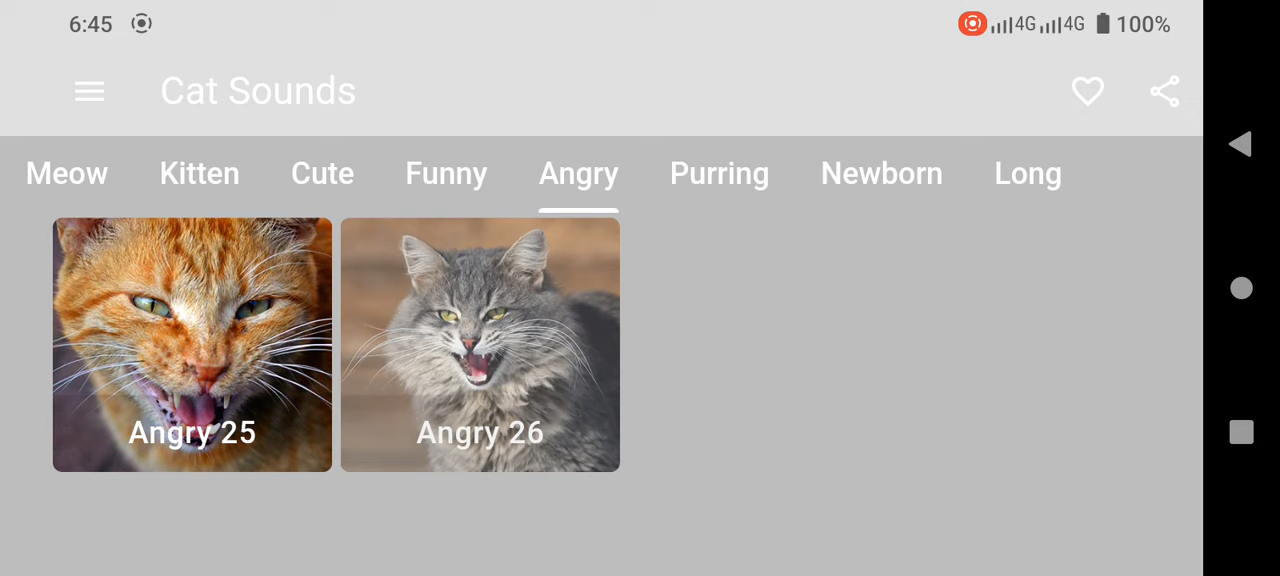 6:45 4G 4G 100%
Cat Sounds
Meow Kitten Cute Funny Angry Purring Newborn Long
Angry 25 Angry 26